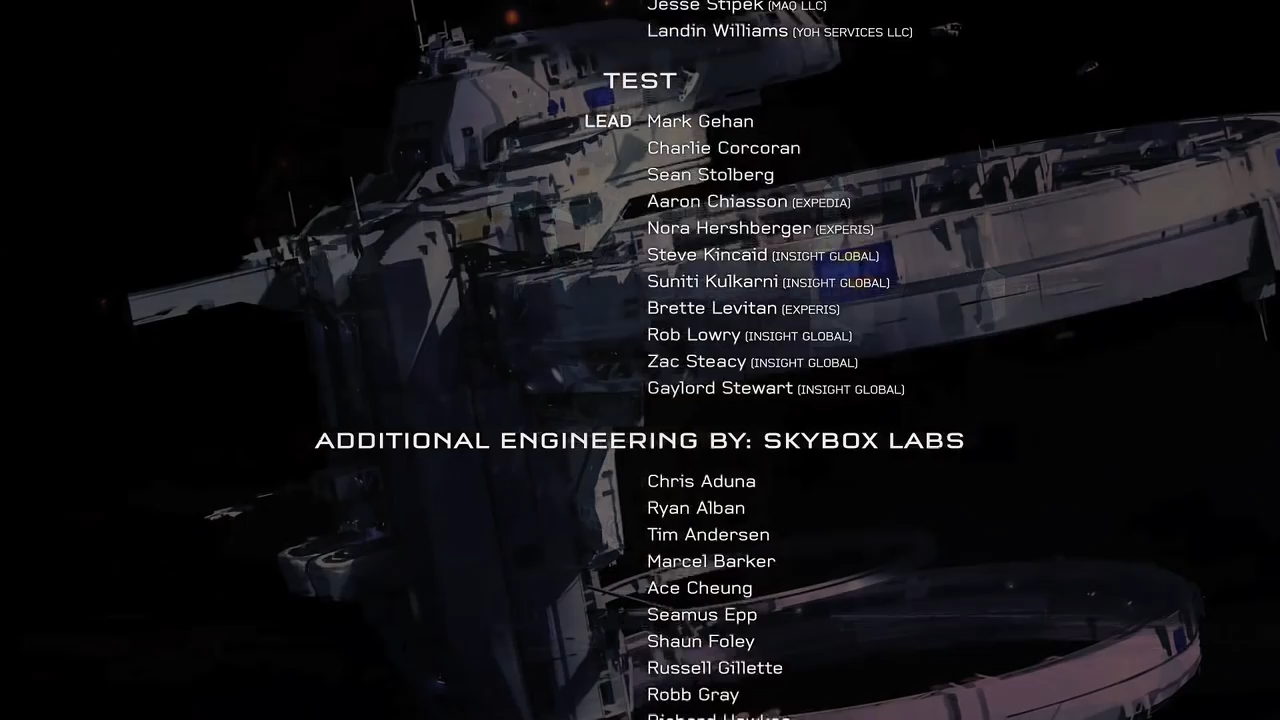 Jesse Stipek (MAQ LLC)
Landin Williams (YOH SERVICES LLC)
TEST
LEAD Mark Gehan
Charlie Corcoran
Sean Stolberg
Aaron Chiasson (EXPEDIA)
Nora Hershberger (EXPERIS)
Steve Kincaid (INSIGHT GLOBAL)
Suniti Kulkarni (INSIGHT GLOBAL)
Brette Levitan (EXPERIS)
Rob Lowry (INSIGHT GLOBAL)
Zac Steacy (INSIGHT GLOBAL)
Gaylord Stewart (INSIGHT GLOBAL)
ADDITIONAL ENGINEERING BY: SKYBOX LABS
Chris Aduna
Ryan Alban
Tim Andersen
Marcel Barker
Ace Cheung
Seamus Epp
Shaun Foley
Russell Gillette
Robb Gray